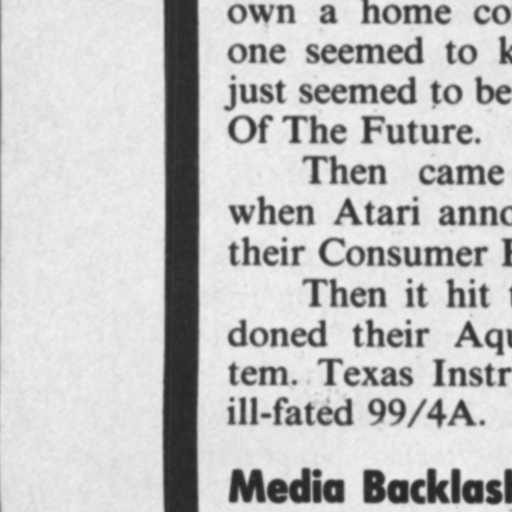 own a home co
one seemed to k
just seemed to be
Of The Future.
Then came
when Atari anno
their Consumer E
Then it hit t
doned their Aqu
tem. Texas Instr
ill-fated 99/4A.
Media Backlash